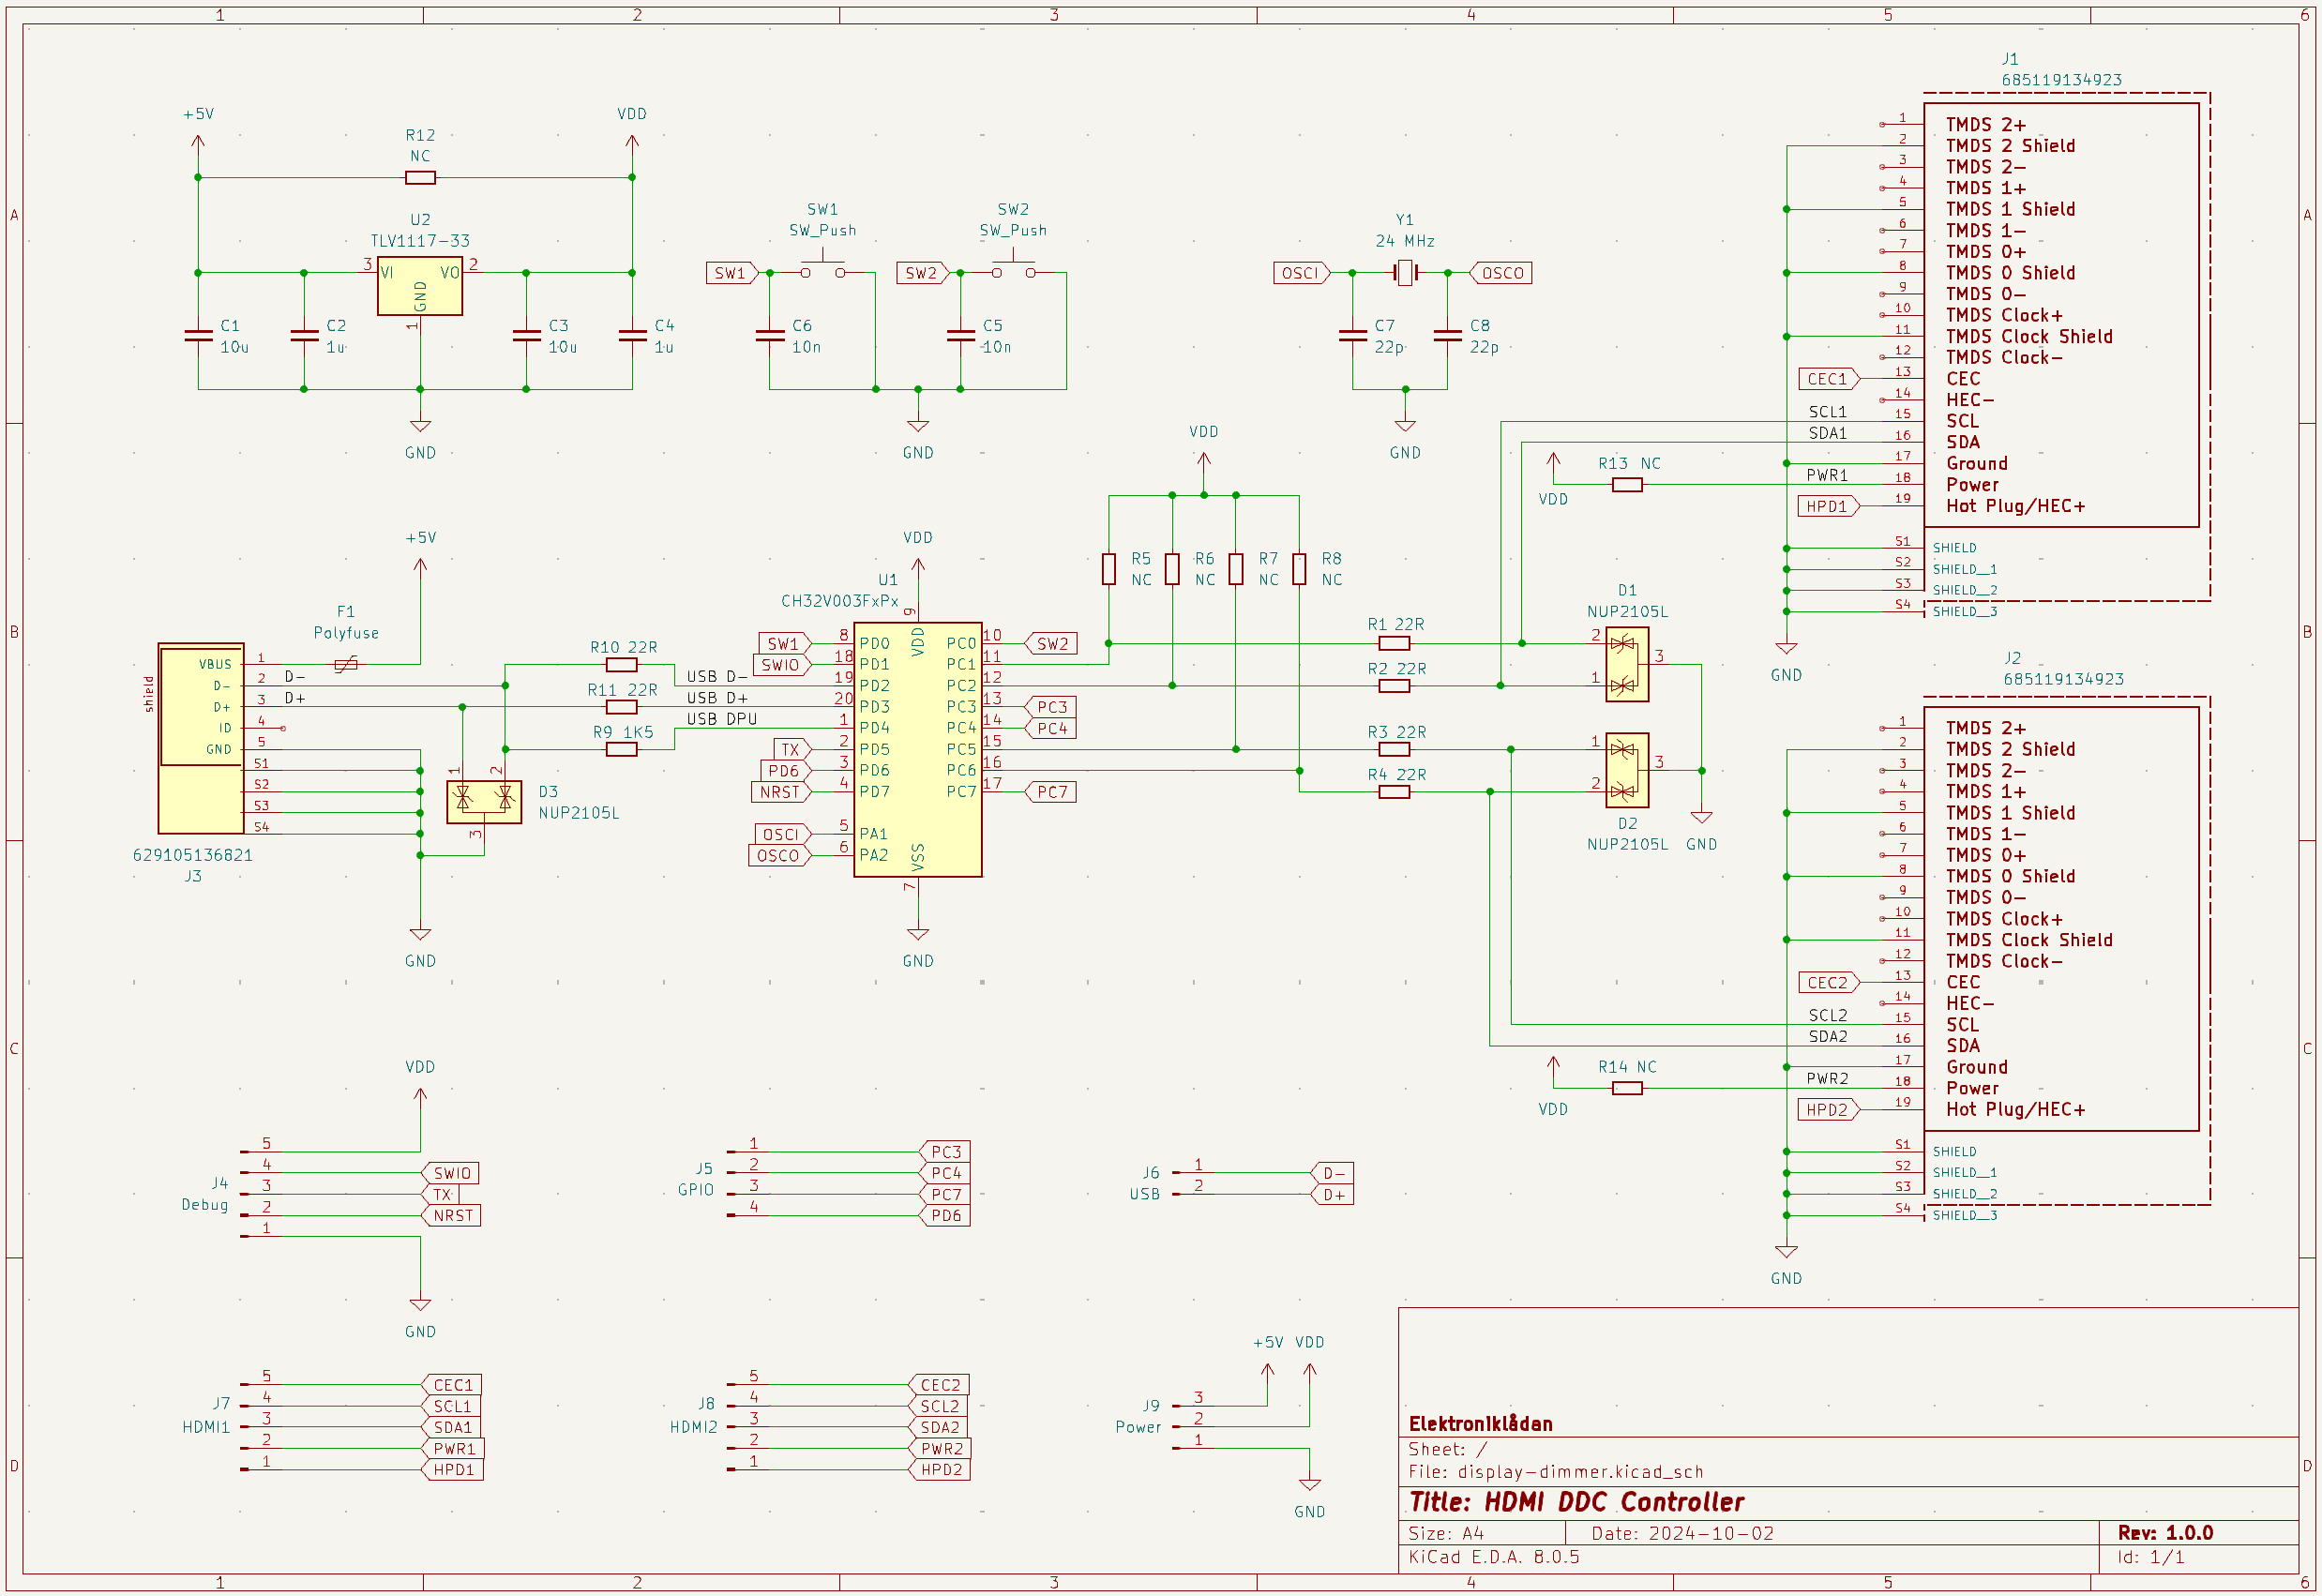 1 2 3 4 5 6
A
B
C
D
A
B
C
D
1 2 3 4 5 6
+5V
VDD
R12
NC
U2
TLV1117-33
3 VI VO 2
GND
1
C1
10u
C2
1u
C3
10u
C4
1u
GND
SW1
SW_Push
SW1
C6
10n
SW2
SW_Push
SW2
C5
10n
GND
Y1
24 MHz
OSCI
OSCO
C7
22p
C8
22p
GND
J1
685119134923
1 TMDS 2+
2 TMDS 2 Shield
3 TMDS 2-
4 TMDS 1+
5 TMDS 1 Shield
6 TMDS 1-
7 TMDS 0+
8 TMDS 0 Shield
9 TMDS 0-
10 TMDS Clock+
11 TMDS Clock Shield
12 TMDS Clock-
CEC1 13 CEC
14 HEC-
SCL1 15 SCL
SDA1 16 SDA
17 Ground
PWR1 18 Power
HPD1 19 Hot Plug/HEC+
S1 SHIELD
S2 SHIELD__1
S3 SHIELD__2
S4 SHIELD__3
GND
R13 NC
VDD
+5V
F1
Polyfuse
shield
VBUS 1
D- 2 D-
D+ 3 D+
ID 4
GND 5
S1
S2
S3
S4
629105136821
J3
GND
1 2
3
D3
NUP2105L
R10 22R
R11 22R
R9 1K5
USB D-
USB D+
USB DPU
VDD
U1
CH32V003FxPx
9
VDD
SW1 8 PD0
SWIO 18 PD1
19 PD2
20 PD3
1 PD4
TX 2 PD5
PD6 3 PD6
NRST 4 PD7
OSCI 5 PA1
OSCO 6 PA2
VSS
7
GND
PC0 10 SW2
PC1 11
PC2 12
PC3 13 PC3
PC4 14 PC4
PC5 15
PC6 16
PC7 17 PC7
VDD
R5
NC
R6
NC
R7
NC
R8
NC
R1 22R
R2 22R
R3 22R
R4 22R
D1
NUP2105L
2
1
3
1
2
3
D2
NUP2105L
GND
J2
685119134923
1 TMDS 2+
2 TMDS 2 Shield
3 TMDS 2-
4 TMDS 1+
5 TMDS 1 Shield
6 TMDS 1-
7 TMDS 0+
8 TMDS 0 Shield
9 TMDS 0-
10 TMDS Clock+
11 TMDS Clock Shield
12 TMDS Clock-
CEC2 13 CEC
14 HEC-
SCL2 15 SCL
SDA2 16 SDA
17 Ground
PWR2 18 Power
HPD2 19 Hot Plug/HEC+
S1 SHIELD
S2 SHIELD__1
S3 SHIELD__2
S4 SHIELD__3
GND
R14 NC
VDD
VDD
J4
Debug
5
4 SWIO
3 TX
2 NRST
1
GND
J5
GPIO
1 PC3
2 PC4
3 PC7
4 PD6
J6
USB
1 D-
2 D+
J7
HDMI1
5 CEC1
4 SCL1
3 SDA1
2 PWR1
1 HPD1
J8
HDMI2
5 CEC2
4 SCL2
3 SDA2
2 PWR2
1 HPD2
+5V VDD
J9
Power
3
2
1
GND
Elektroniklådan
Sheet: /
File: display-dimmer.kicad_sch
Title: HDMI DDC Controller
Size: A4 Date: 2024-10-02 Rev: 1.0.0
KiCad E.D.A. 8.0.5 Id: 1/1